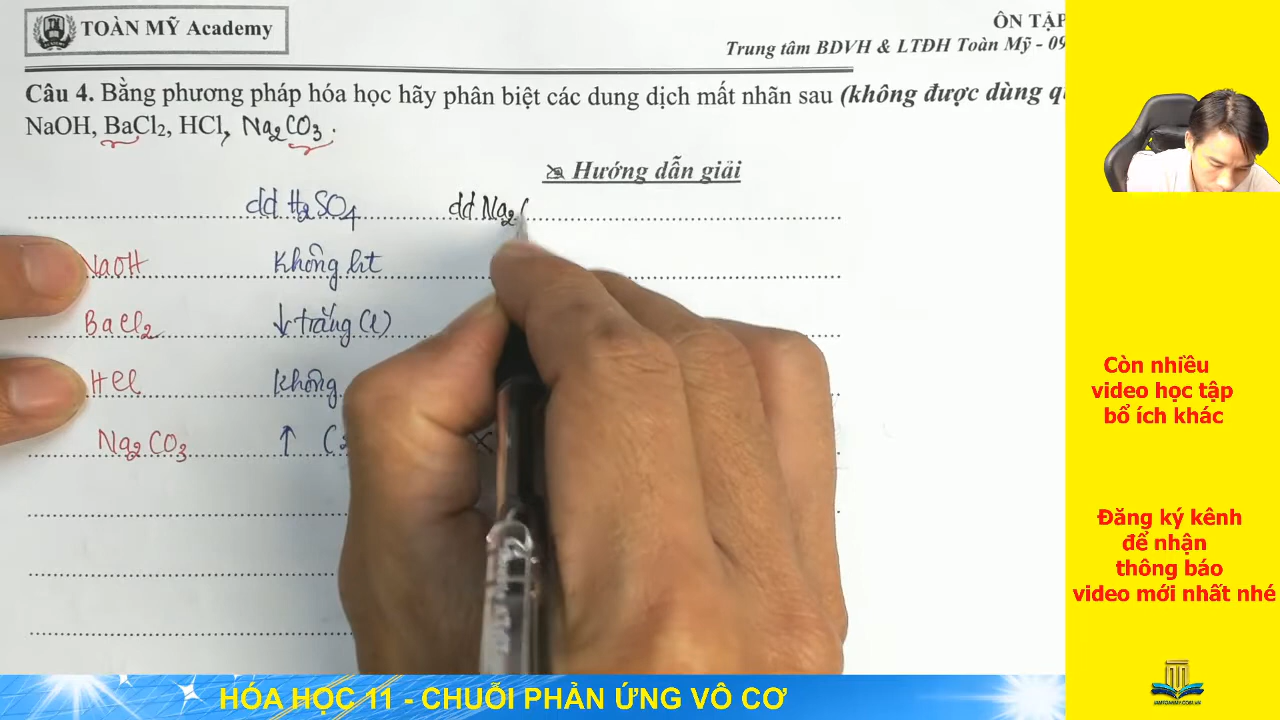 TOÀN MỸ Academy
ÔN TẬP
Trung tâm BDVH & LTĐH Toàn Mỹ - 09
Câu 4. Bằng phương pháp hóa học hãy phân biệt các dung dịch mất nhãn sau (không được dùng
NaOH, BaCl₂, HCl, Na₂CO₃.
Hướng dẫn giải
dd H₂SO₄ dd Na₂
NaOH Không ht
BaCl₂ ↓ trắng (1)
HCl Không
Na₂CO₃ ↑ (2
Còn nhiều
video học tập
bổ ích khác
Đăng ký kênh
để nhận
thông báo
video mới nhất nhé
HÓA HỌC 11 - CHUỖI PHẢN ỨNG VÔ CƠ